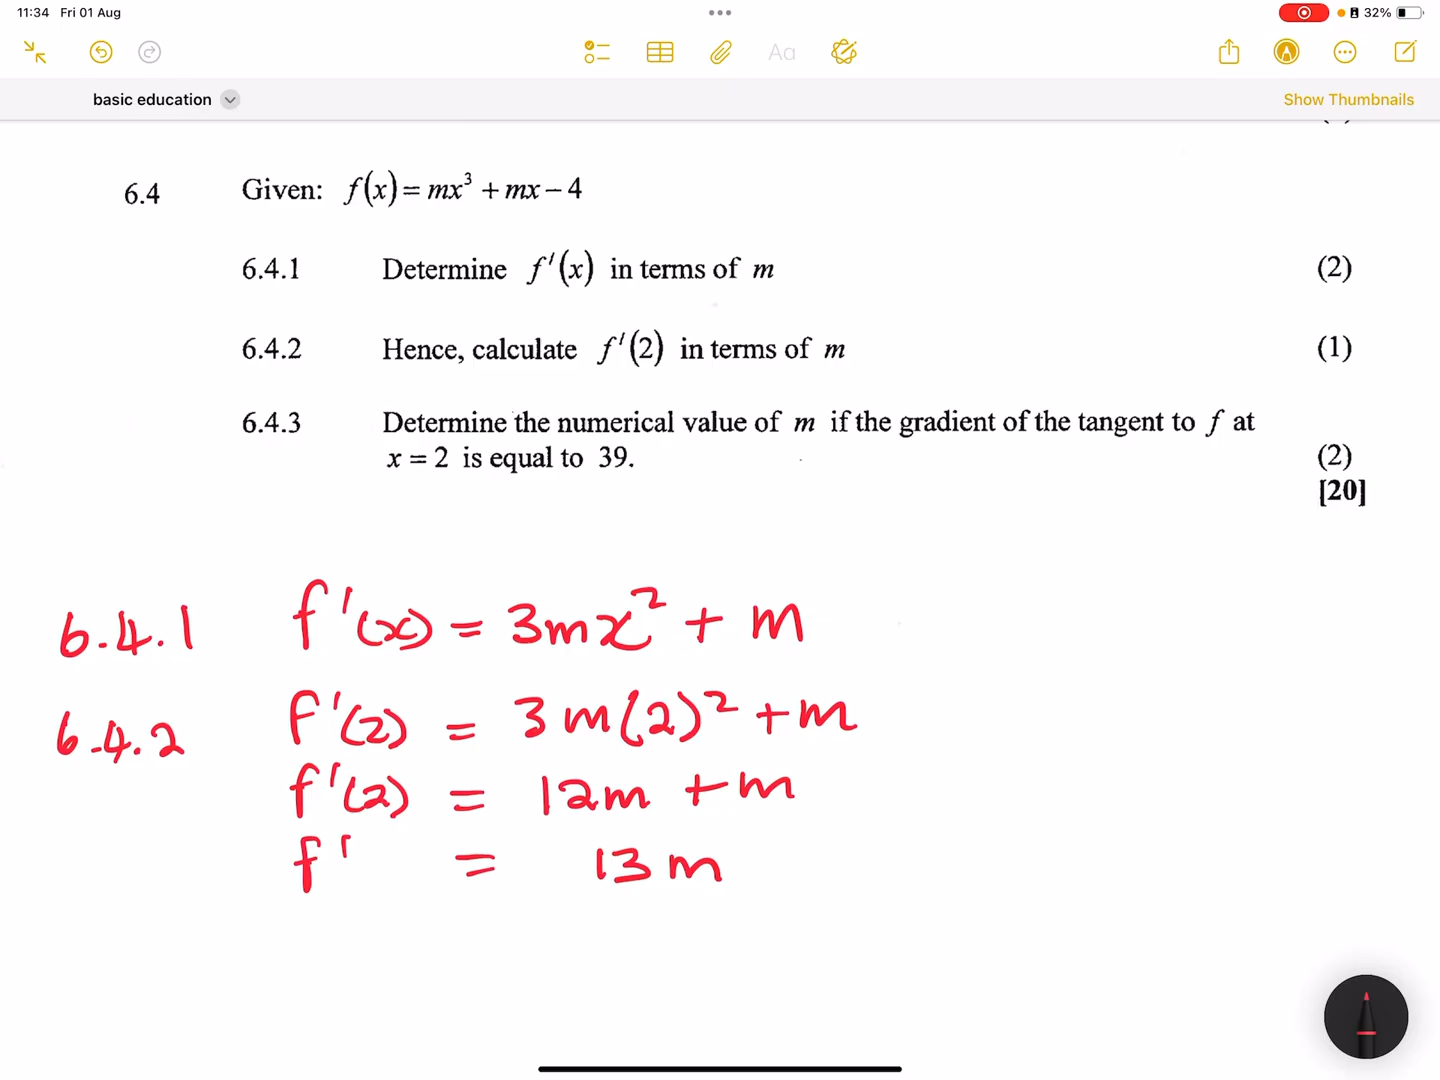 11:34 Fri 01 Aug 32%
Aa
basic education
Show Thumbnails
6.4 Given: f(x) = mx³ + mx − 4
6.4.1 Determine f′(x) in terms of m (2)
6.4.2 Hence, calculate f′(2) in terms of m (1)
6.4.3 Determine the numerical value of m if the gradient of the tangent to f at
x = 2 is equal to 39. (2)
[20]
6.4.1 f'(x) = 3mx² + m
6.4.2 f'(2) = 3m(2)² + m
f'(2) = 12m + m
f' = 13m